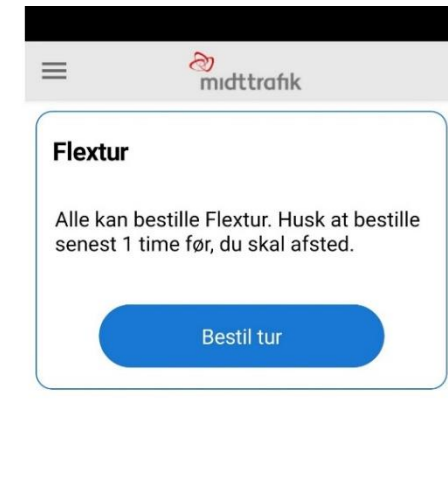 midttrafik
Flextur
Alle kan bestille Flextur. Husk at bestille
senest 1 time før, du skal afsted.
Bestil tur